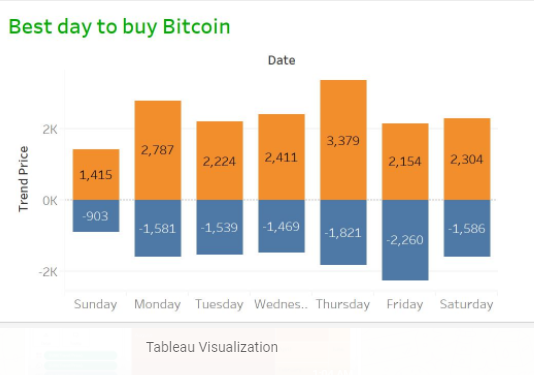 Best day to buy Bitcoin
Date
Trend Price
2K
0K
-2K
1,415
2,787
2,224
2,411
3,379
2,154
2,304
-903
-1,581
-1,539
-1,469
-1,821
-2,260
-1,586
Sunday Monday Tuesday Wednes.. Thursday Friday Saturday
Tableau Visualization